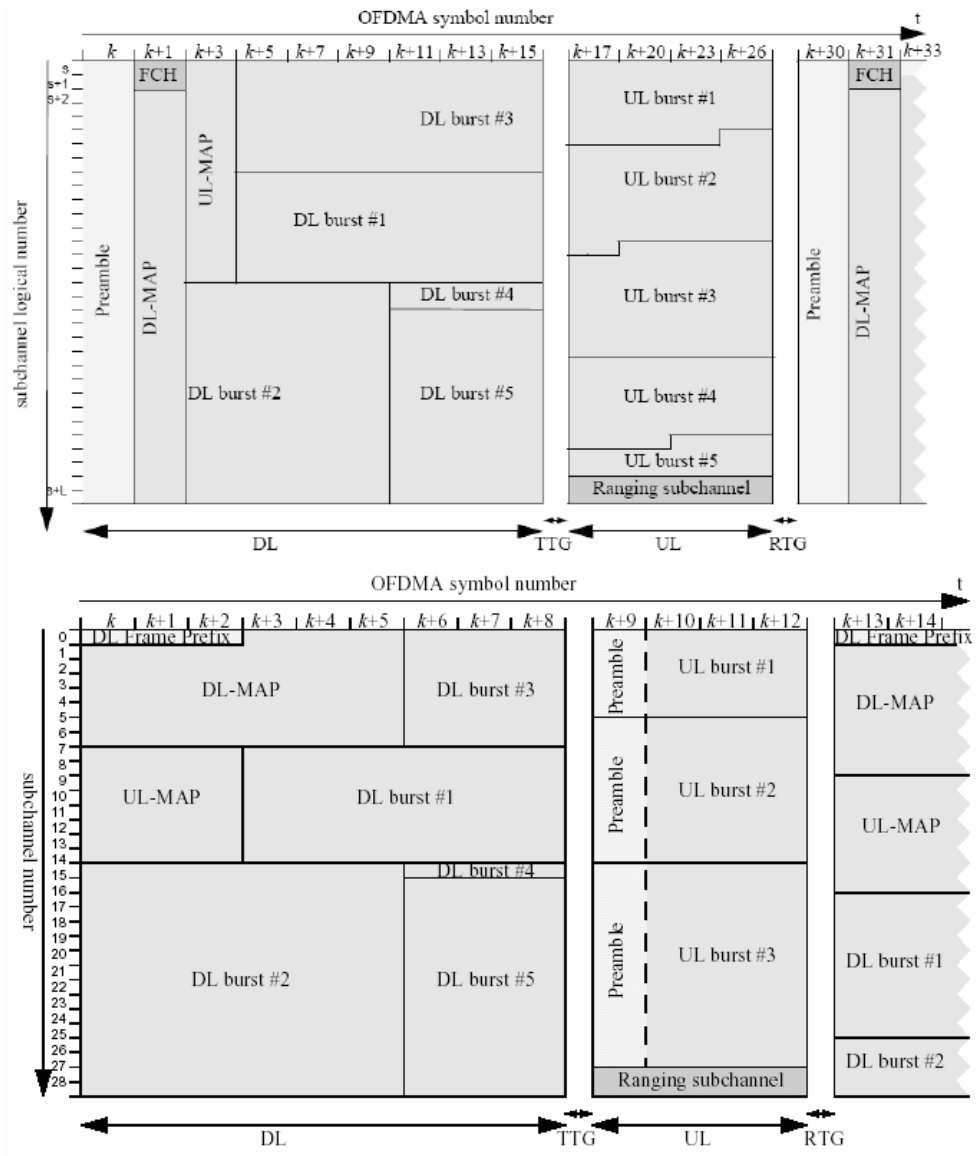 OFDMA symbol number
t
k k+1 k+3 k+5 k+7 k+9 k+11 k+13 k+15 k+17 k+20 k+23 k+26 k+30 k+31 k+33
s
s+1
s+2
s+L
subchannel logical number
Preamble
FCH
DL-MAP
UL-MAP
DL burst #3
DL burst #1
DL burst #4
DL burst #2
DL burst #5
UL burst #1
UL burst #2
UL burst #3
UL burst #4
UL burst #5
Ranging subchannel
Preamble
FCH
DL-MAP
DL TTG UL RTG
OFDMA symbol number
t
k k+1 k+2 k+3 k+4 k+5 k+6 k+7 k+8 k+9 k+10 k+11 k+12 k+13 k+14
0
1
2
3
4
5
6
7
8
9
10
11
12
13
14
15
16
17
18
19
20
21
22
23
24
25
26
27
28
subchannel number
DL Frame Prefix
DL-MAP
DL burst #3
UL-MAP
DL burst #1
DL burst #4
DL burst #2
DL burst #5
Preamble
UL burst #1
Preamble
UL burst #2
Preamble
UL burst #3
Ranging subchannel
DL Frame Prefix
DL-MAP
UL-MAP
DL burst #1
DL burst #2
DL TTG UL RTG